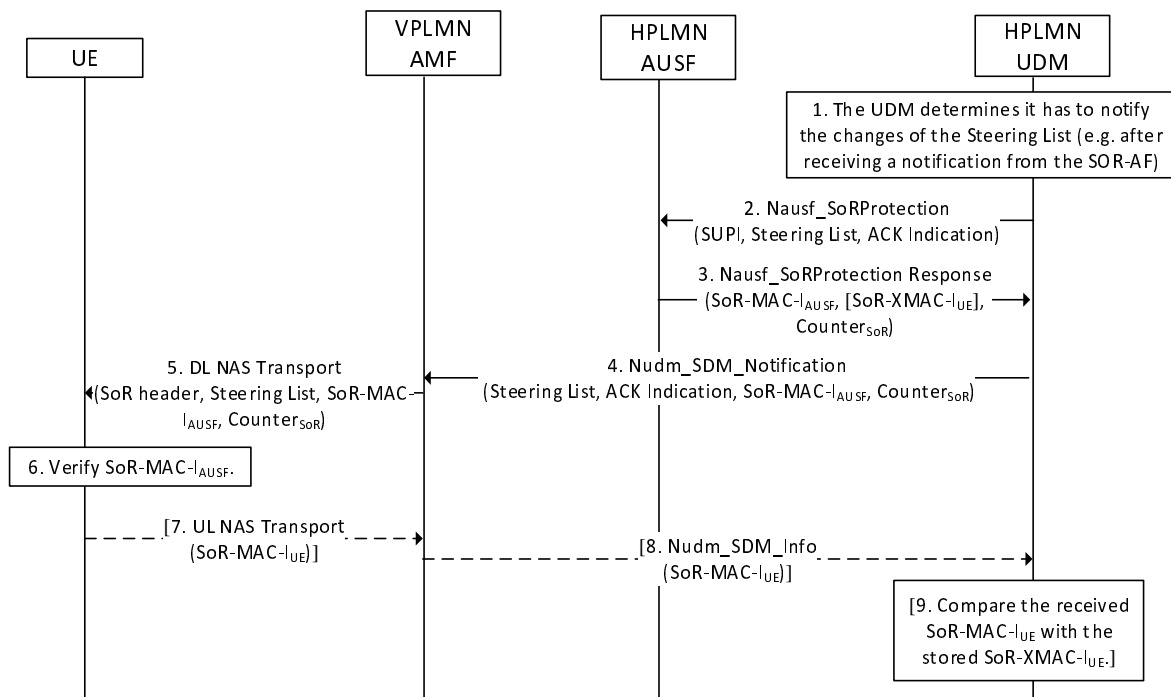 UE
VPLMN
AMF
HPLMN
AUSF
HPLMN
UDM
1. The UDM determines it has to notify
the changes of the Steering List (e.g. after
receiving a notification from the SOR-AF)
2. Nausf_SoRProtection
(SUPI, Steering List, ACK Indication)
3. Nausf_SoRProtection Response
(SoR-MAC-IAUSF, [SoR-XMAC-IUE],
CounterSoR)
4. Nudm_SDM_Notification
(Steering List, ACK Indication, SoR-MAC-IAUSF, CounterSoR)
5. DL NAS Transport
(SoR header, Steering List, SoR-MAC-
IAUSF, CounterSoR)
6. Verify SoR-MAC-IAUSF.
[7. UL NAS Transport
(SoR-MAC-IUE)]
[8. Nudm_SDM_Info
(SoR-MAC-IUE)]
[9. Compare the received
SoR-MAC-IUE with the
stored SoR-XMAC-IUE.]